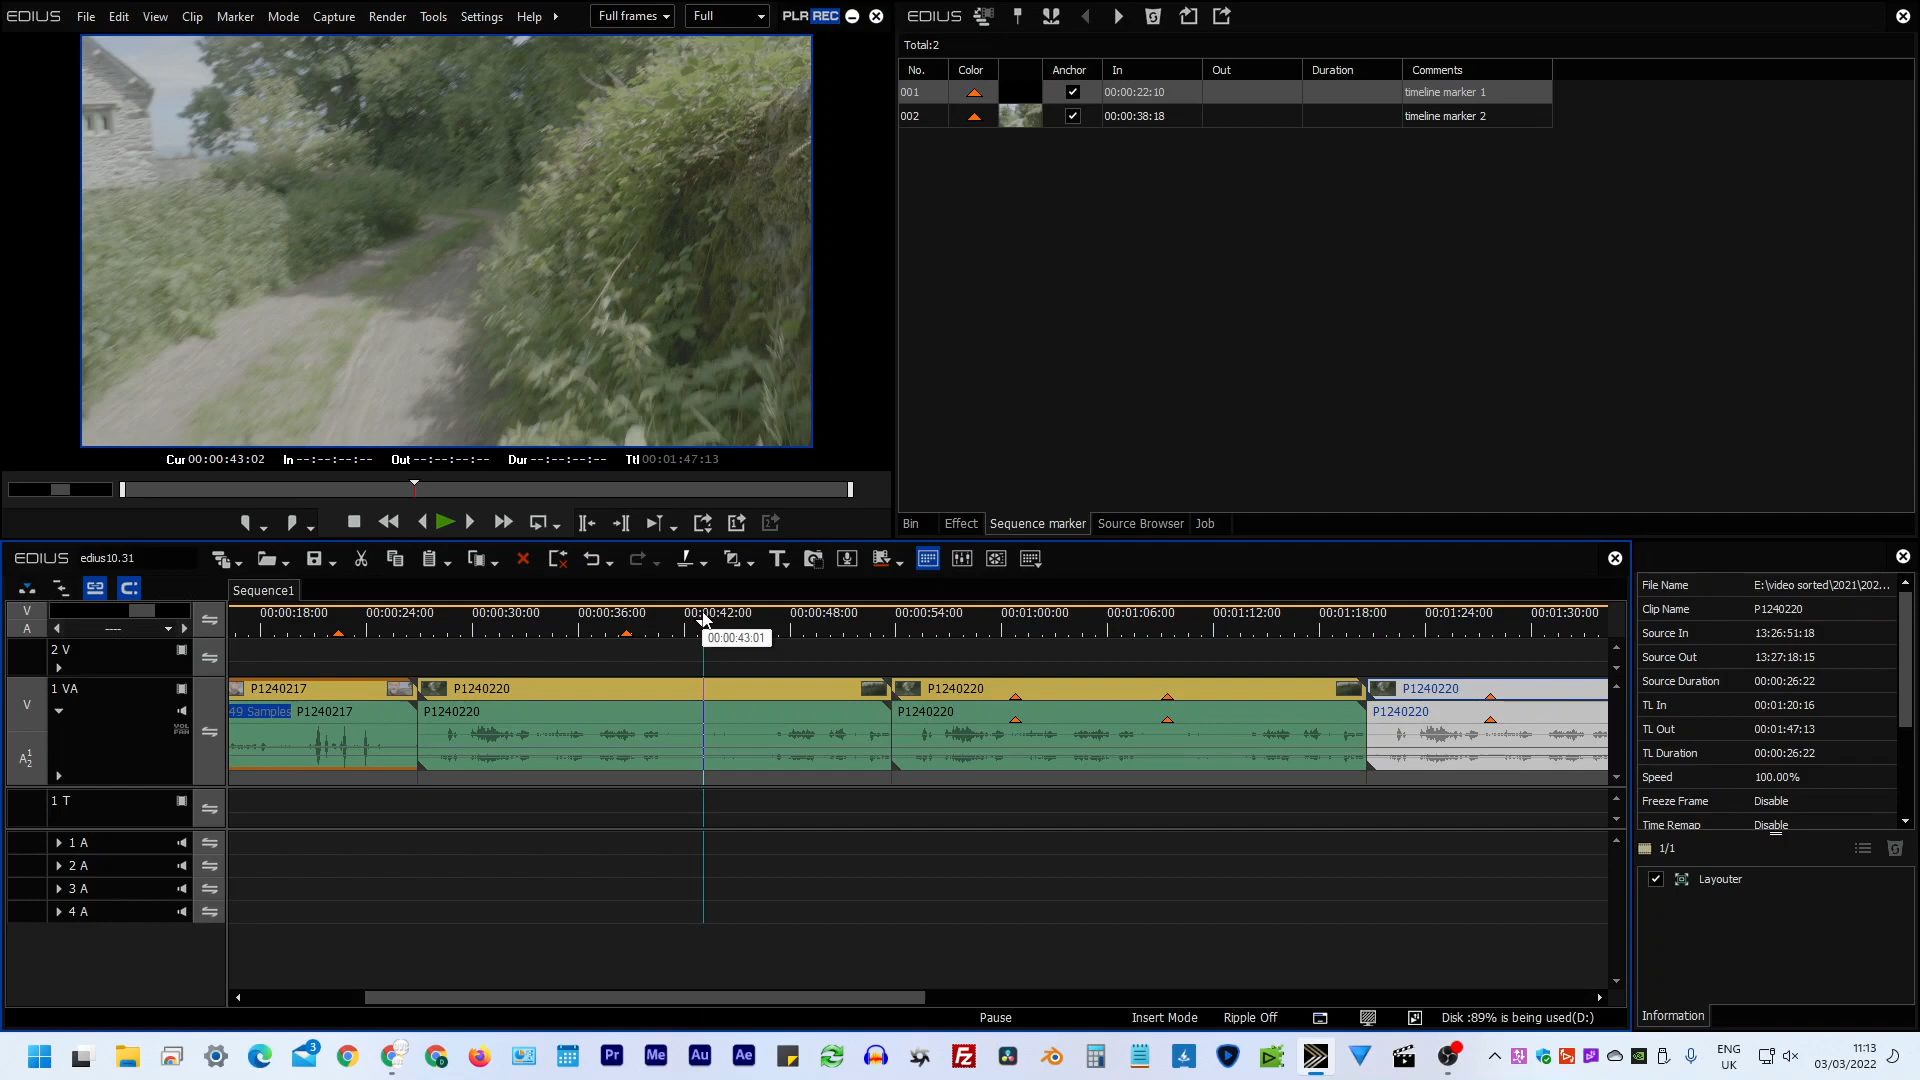 EDIUS File Edit View Clip Marker Mode Capture Render Tools Settings Help Full frames Full PLR REC
EDIUS
Total:2
No. Color Anchor In Out Duration Comments
001 00:00:22:10 timeline marker 1
002 00:00:38:18 timeline marker 2
Cur 00:00:43:02 In --:--:--:-- Out --:--:--:-- Dur --:--:--:-- Ttl 00:01:47:13
Bin Effect Sequence marker Source Browser Job
EDIUS edius10.31
Sequence1
00:00:18:00 00:00:24:00 00:00:30:00 00:00:36:00 00:00:42:00 00:00:48:00 00:00:54:00 00:01:00:00 00:01:06:00 00:01:12:00 00:01:18:00 00:01:24:00 00:01:30:00
00:00:43:01
V
A ----
2 V
1 VA
V
P1240217 P1240220 P1240220 P1240220
49 Samples P1240217 P1240220 P1240220 P1240220
VOL
PAN
A 1 2
1 T
1 A
2 A
3 A
4 A
File Name E:\video sorted\2021\202...
Clip Name P1240220
Source In 13:26:51:18
Source Out 13:27:18:15
Source Duration 00:00:26:22
TL In 00:01:20:16
TL Out 00:01:47:13
TL Duration 00:00:26:22
Speed 100.00%
Freeze Frame Disable
Time Remap Disable
1/1
Layouter
Information
Pause Insert Mode Ripple Off Disk :89% is being used(D:)
3 Pr Me Au Ae
ENG
UK
11:13
03/03/2022